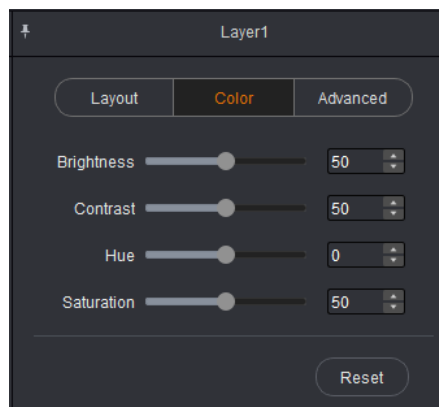 Layer1
Layout Color Advanced
Brightness 50
Contrast 50
Hue 0
Saturation 50
Reset